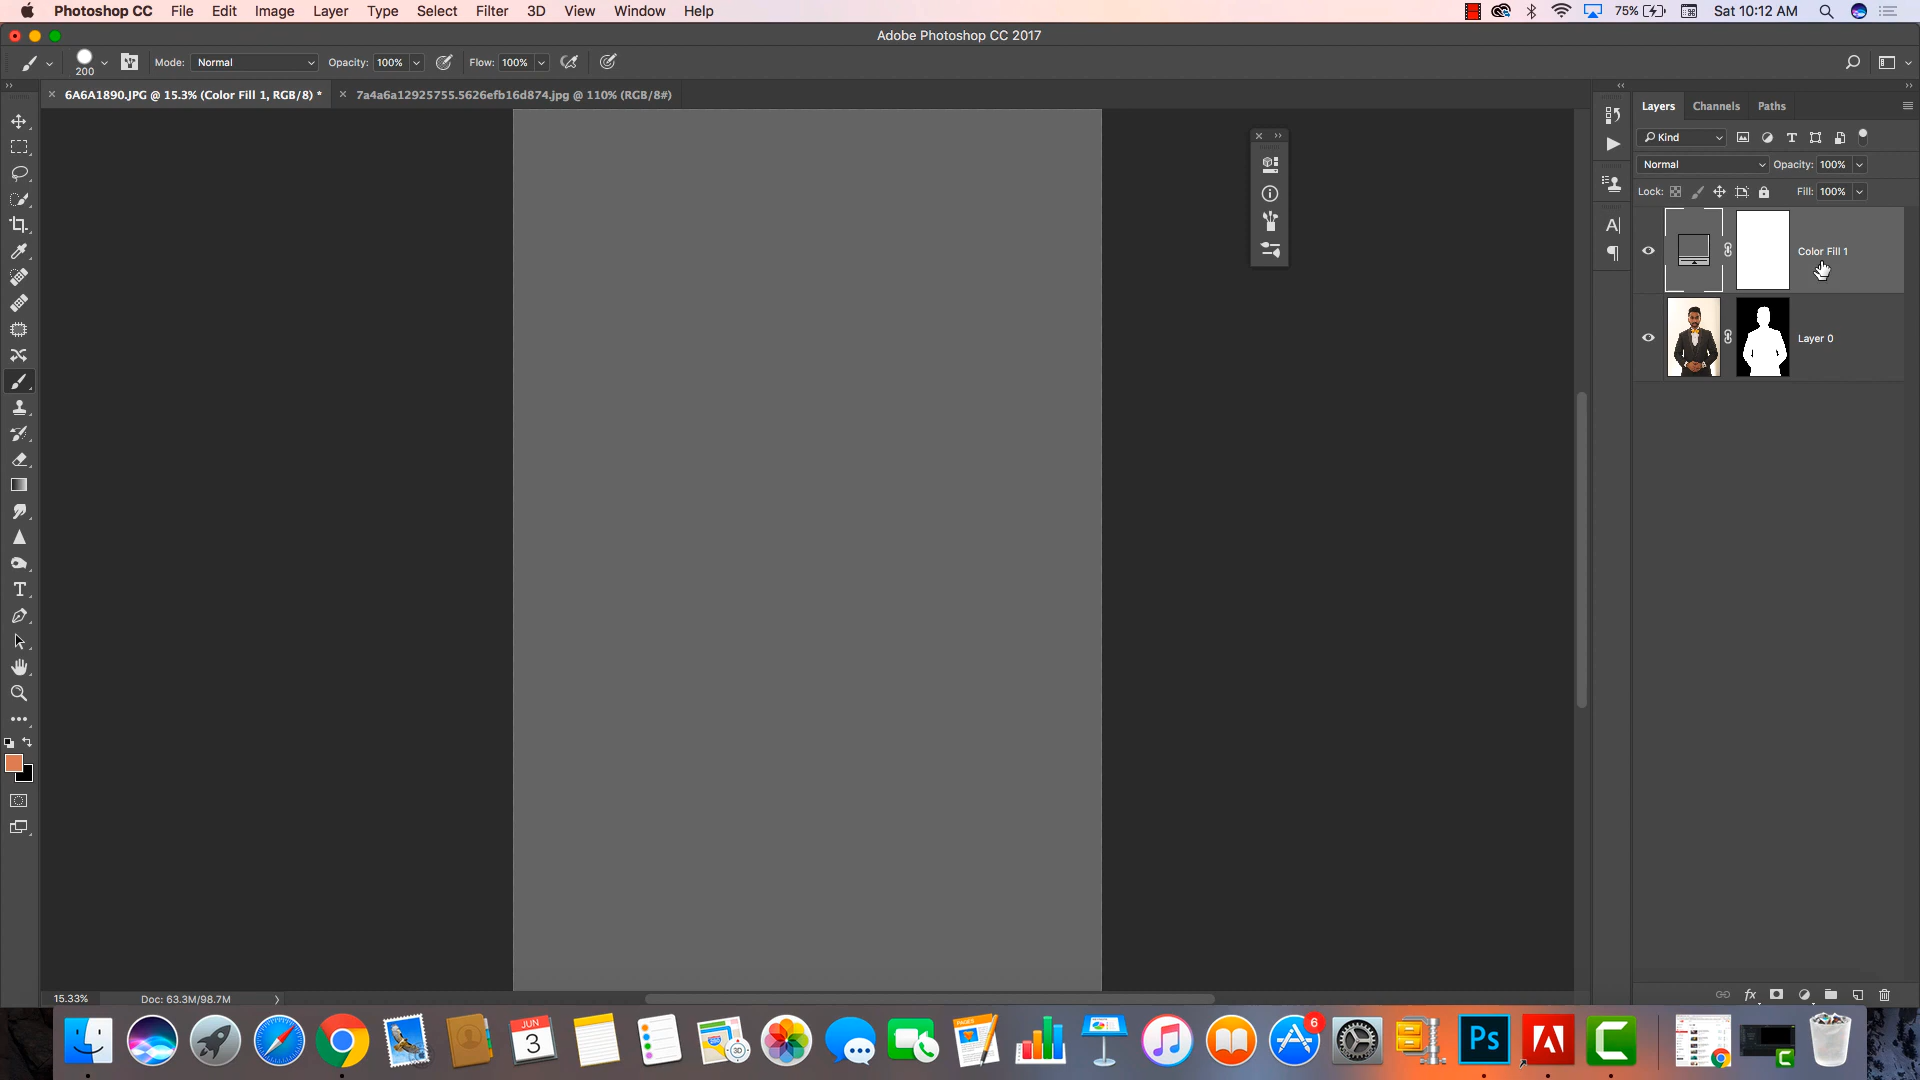 Photoshop CC File Edit Image Layer Type Select Filter 3D View Window Help 75% Sat 10:12 AM
Adobe Photoshop CC 2017
200 Mode: Normal Opacity: 100% Flow: 100%
6A6A1890.JPG @ 15.3% (Color Fill 1, RGB/8) * 7a4a6a12925755.5626efb16d874.jpg @ 110% (RGB/8#)
Layers Channels Paths
Kind
Normal Opacity: 100%
Lock: Fill: 100%
Color Fill 1
Layer 0
15.33% Doc: 63.3M/98.7M
JUN
3
3D
PAGES
6
Ps